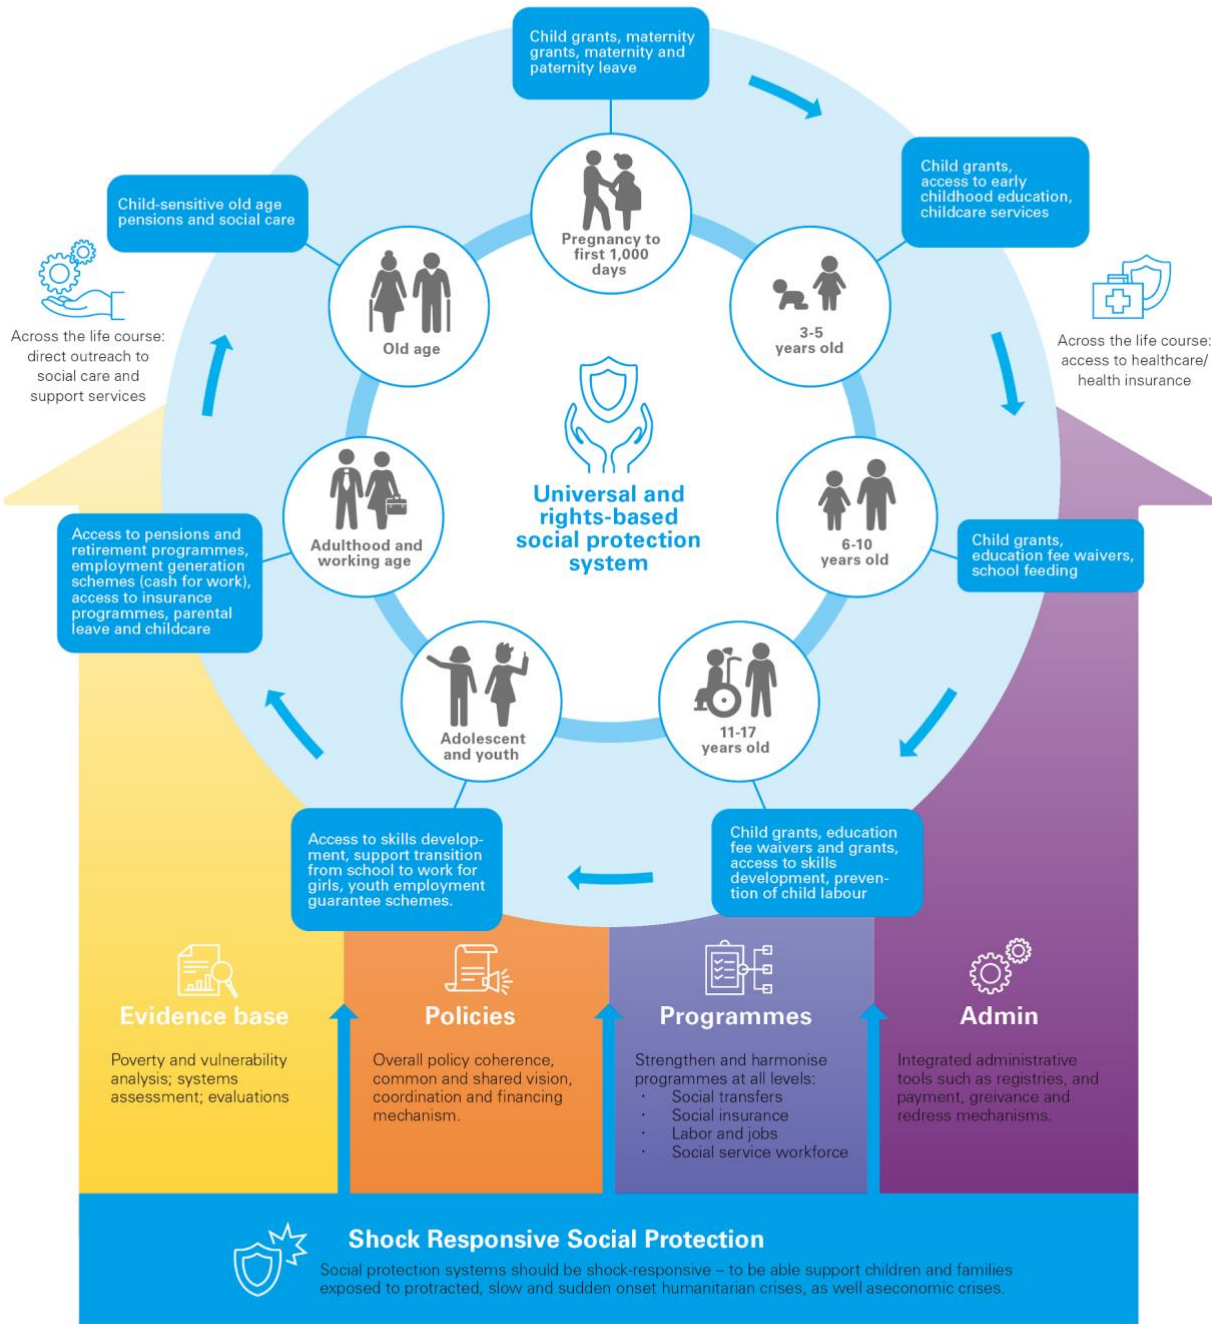 Child grants, maternity
grants, maternity and
paternity leave
Child grants,
access to early
childhood education,
childcare services
Child-sensitive old age
pensions and social care
Pregnancy to
first 1,000
days
Old age
3-5
years old
Across the life course:
direct outreach to
social care and
support services
Across the life course:
access to healthcare/
health insurance
Universal and
rights-based
social protection
system
Access to pensions and
retirement programmes,
employment generation
schemes (cash for work),
access to insurance
programmes, parental
leave and childcare
Adulthood and
working age
6-10
years old
Child grants,
education fee waivers,
school feeding
Adolescent
and youth
11-17
years old
Access to skills develop-
ment, support transition
from school to work for
girls, youth employment
guarantee schemes.
Child grants, education
fee waivers and grants,
access to skills
development, preven-
tion of child labour
Evidence base
Poverty and vulnerability
analysis; systems
assessment; evaluations
Policies
Overall policy coherence,
common and shared vision,
coordination and financing
mechanism.
Programmes
Strengthen and harmonise
programmes at all levels:
· Social transfers
· Social insurance
· Labor and jobs
· Social service workforce
Admin
Integrated administrative
tools such as registries, and
payment, greivance and
redress mechanisms.
Shock Responsive Social Protection
Social protection systems should be shock-responsive – to be able support children and families
exposed to protracted, slow and sudden onset humanitarian crises, as well aseconomic crises.